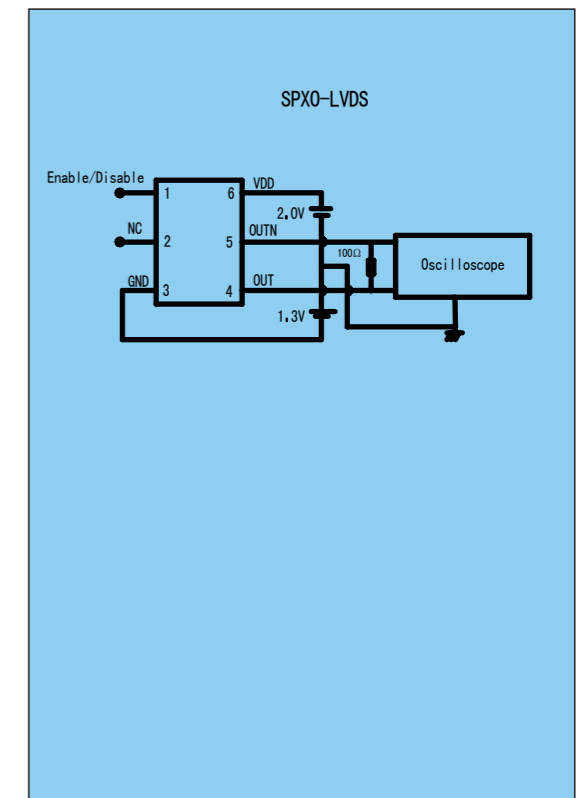 SPXO-LVDS
Enable/Disable
1
6
VDD
2.0V
NC
2
5
OUTN
100Ω
Oscilloscope
GND
3
4
OUT
1.3V